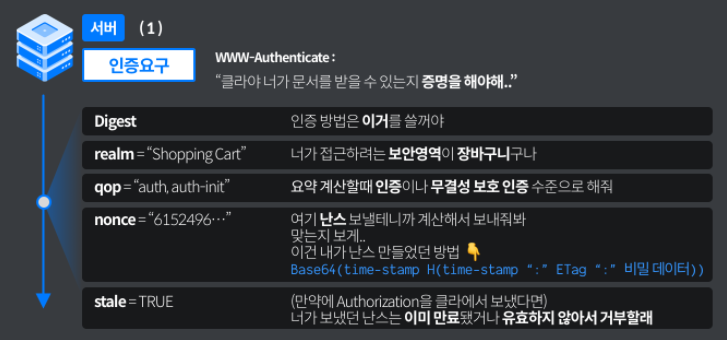 서버 (1)
인증요구
WWW-Authenticate :
“클라야 너가 문서를 받을 수 있는지 증명을 해야해..”
Digest 인증 방법은 이거를 쓸꺼야
realm = “Shopping Cart” 너가 접근하려는 보안영역이 장바구니구나
qop = “auth, auth-init” 요약 계산할때 인증이나 무결성 보호 인증 수준으로 해줘
nonce = “6152496…” 여기 난스 보낼테니까 계산해서 보내줘봐
맞는지 보게..
이건 내가 난스 만들었던 방법 👇
Base64(time-stamp H(time-stamp “:” ETag “:” 비밀 데이터))
stale = TRUE (만약에 Authorization을 클라에서 보냈다면)
너가 보냈던 난스는 이미 만료됐거나 유효하지 않아서 거부할래